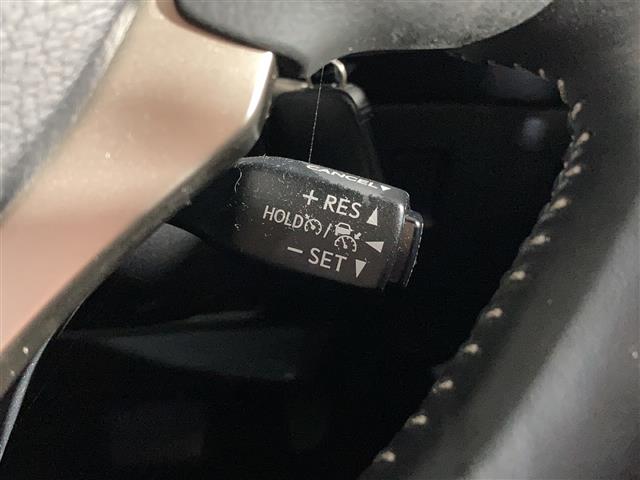 CANCEL▼
+ RES ▲
HOLD / ◀
− SET ▼